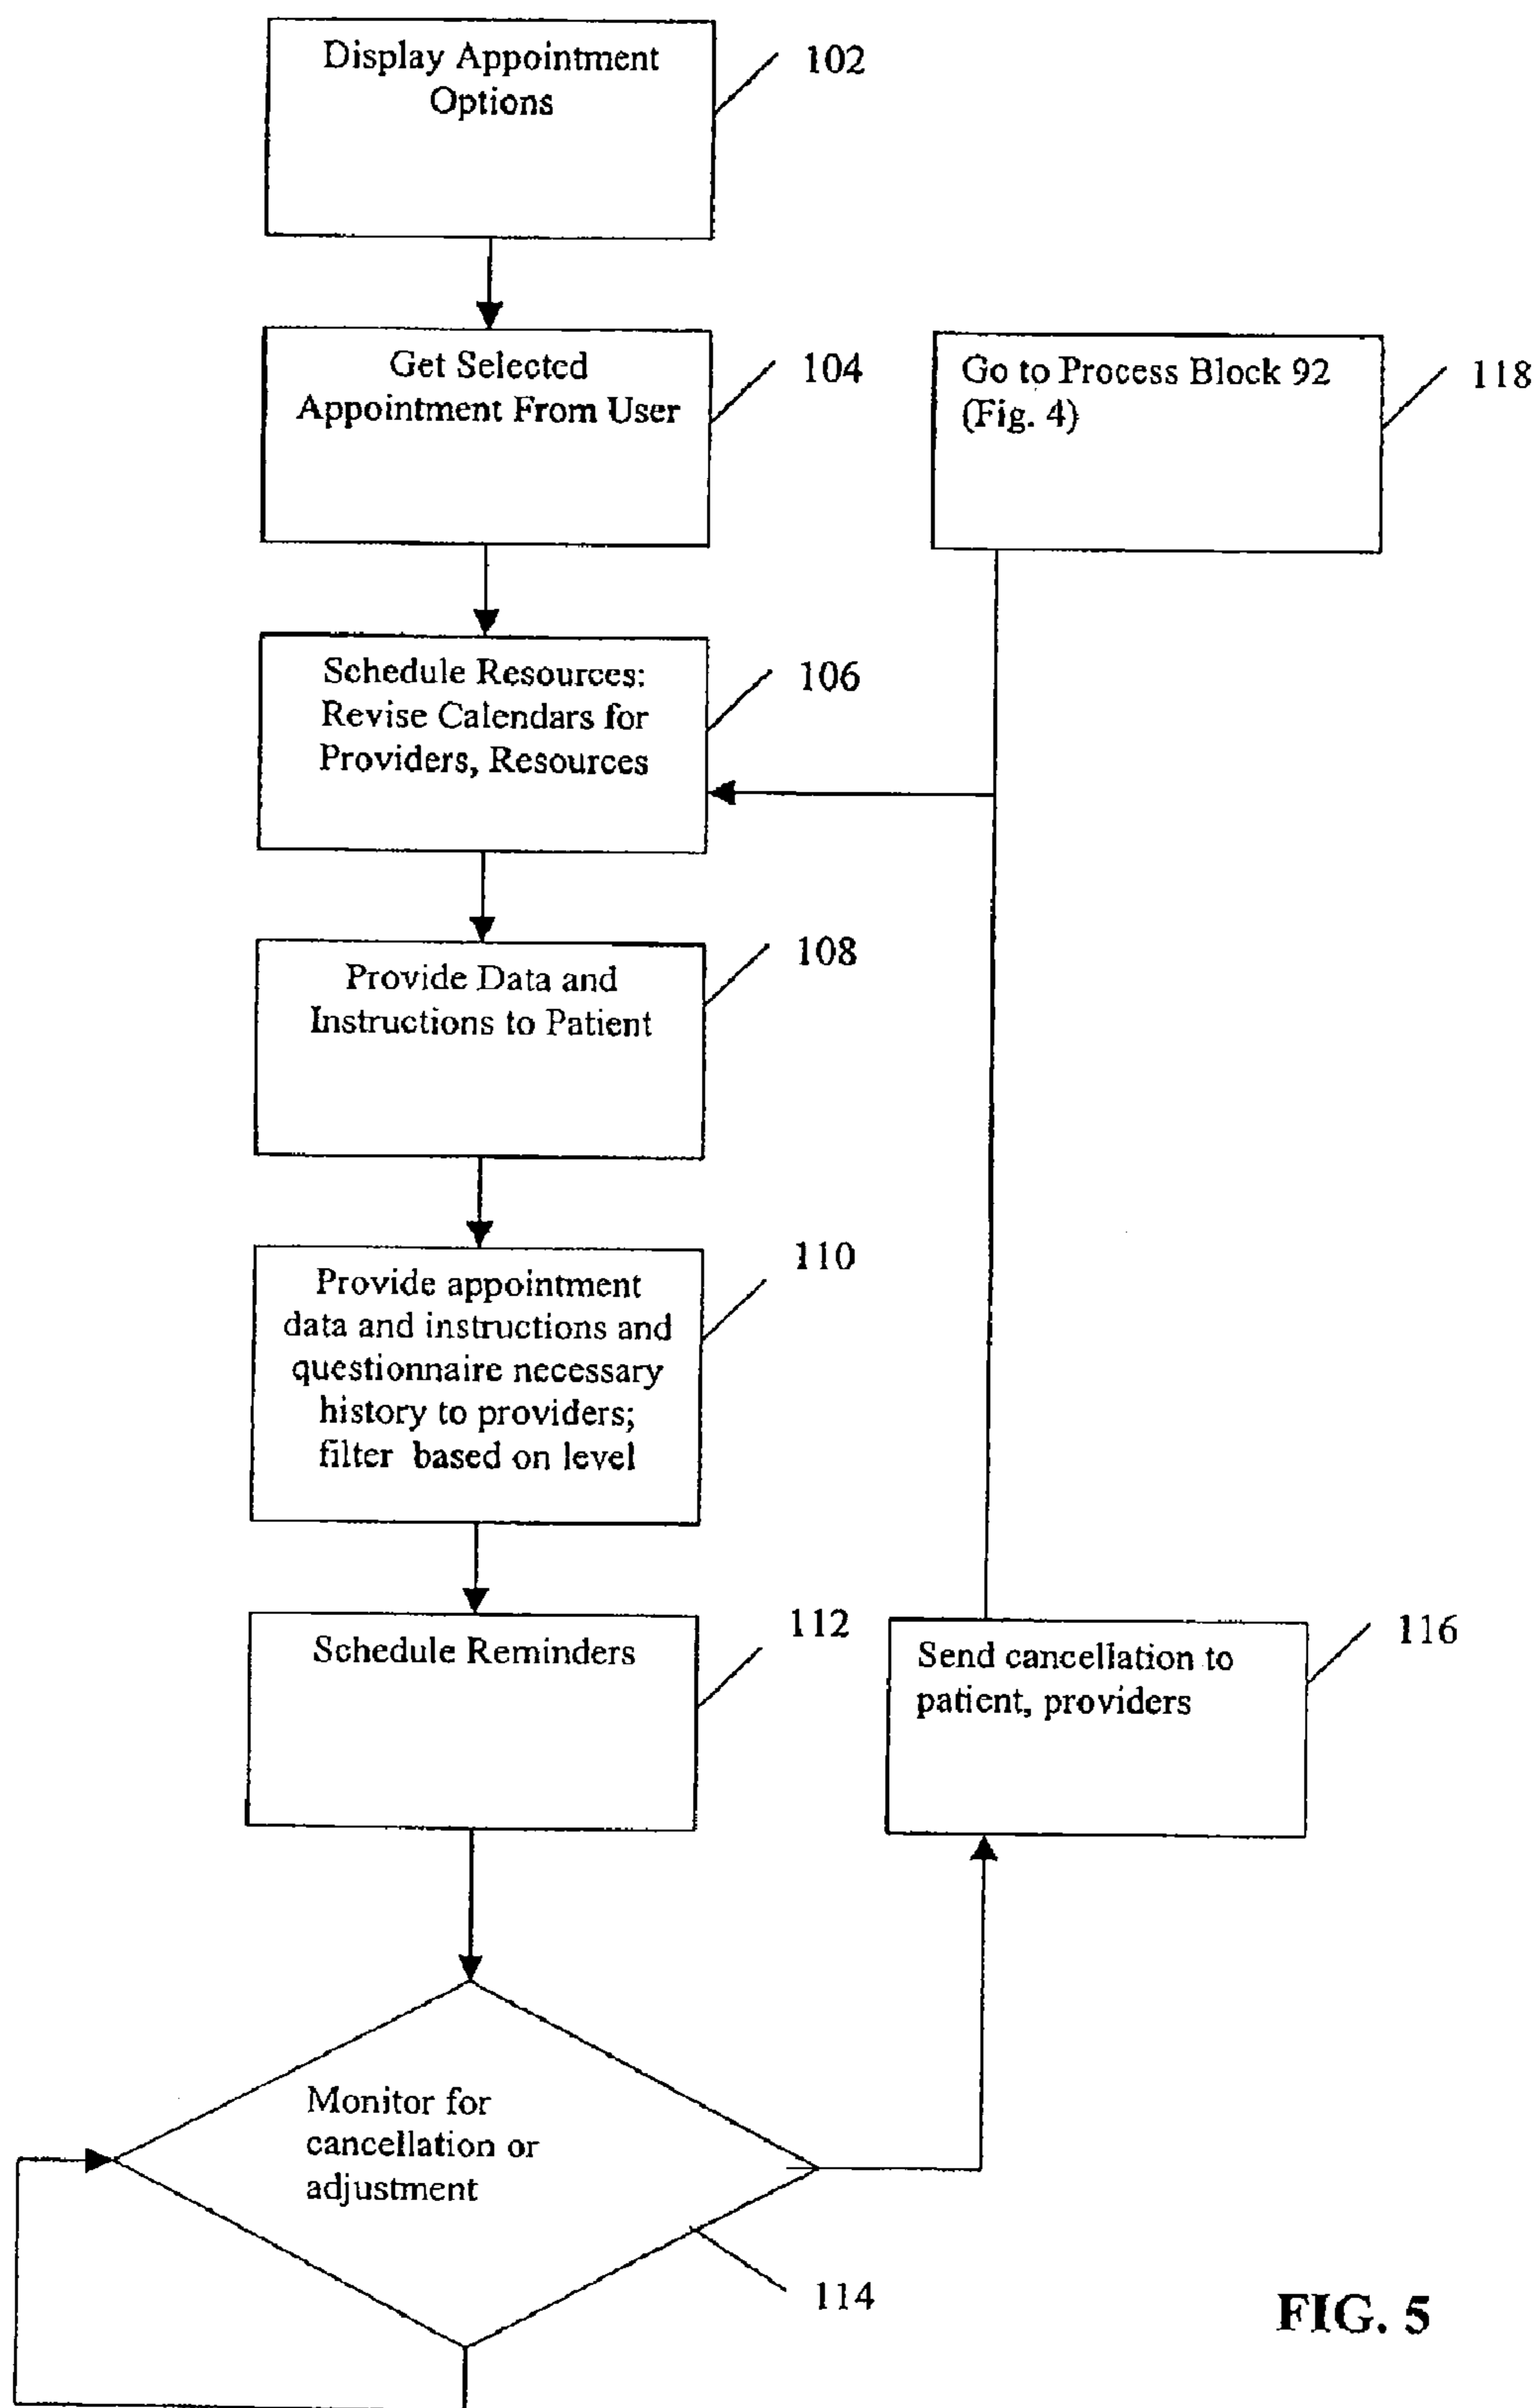 Display Appointment
Options
102
Get Selected
Appointment From User
104
Go to Process Block 92
(Fig. 4)
118
Schedule Resources:
Revise Calendars for
Providers, Resources
106
Provide Data and
Instructions to Patient
108
Provide appointment
data and instructions and
questionnaire necessary
history to providers;
filter based on level
110
Schedule Reminders
112
Send cancellation to
patient, providers
116
Monitor for
cancellation or
adjustment
114
FIG. 5